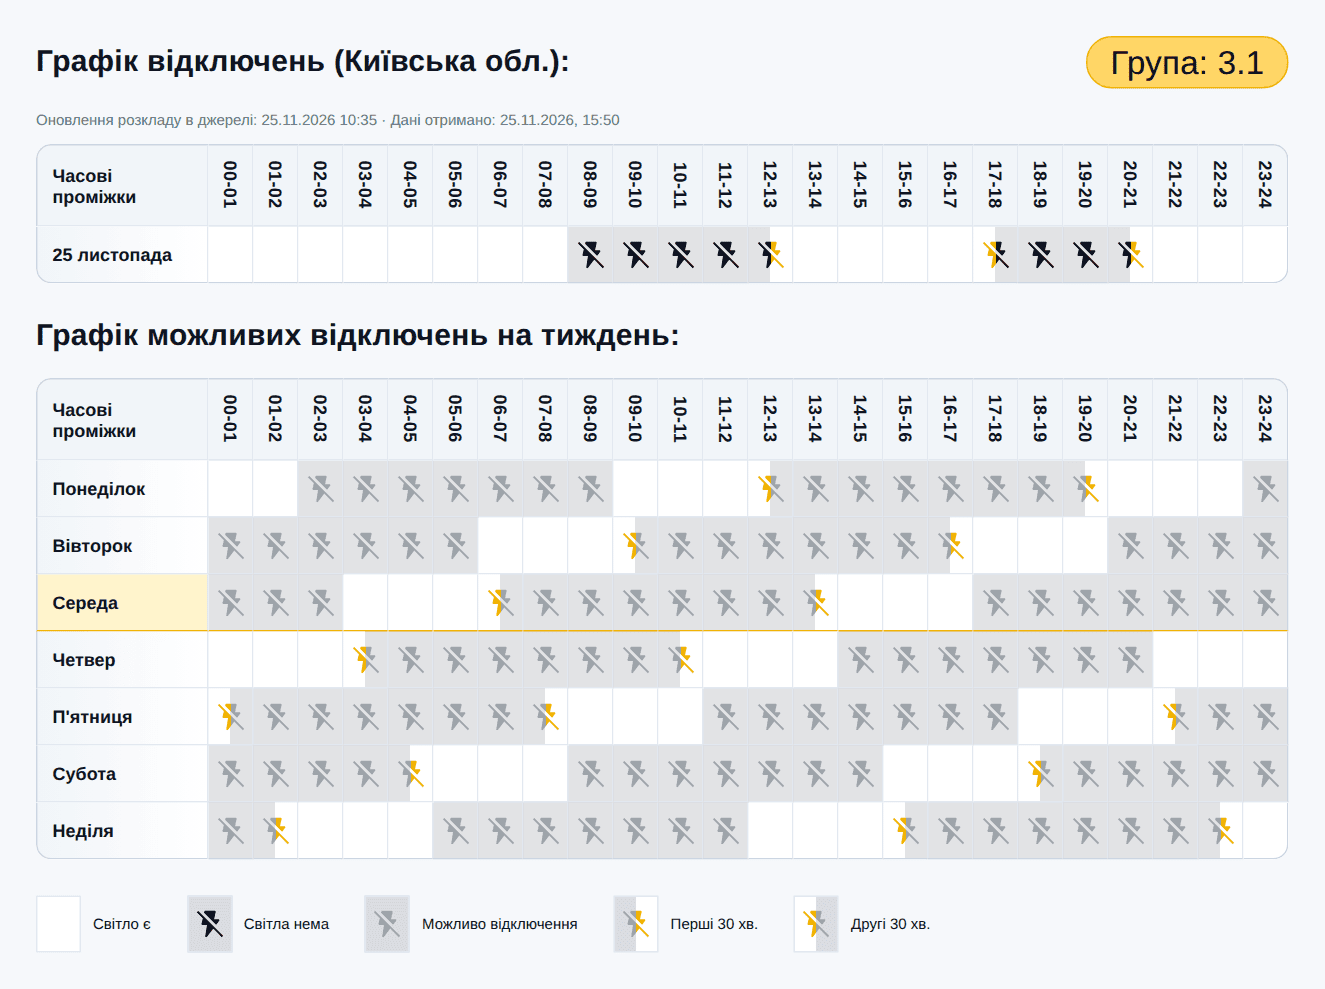 Графік відключень (Київська обл.):
Група: 3.1
Оновлення розкладу в джерелі: 25.11.2026 10:35 · Дані отримано: 25.11.2026, 15:50
Часові проміжки 00-01 01-02 02-03 03-04 04-05 05-06 06-07 07-08 08-09 09-10 10-11 11-12 12-13 13-14 14-15 15-16 16-17 17-18 18-19 19-20 20-21 21-22 22-23 23-24
25 листопада
Графік можливих відключень на тиждень:
Часові проміжки 00-01 01-02 02-03 03-04 04-05 05-06 06-07 07-08 08-09 09-10 10-11 11-12 12-13 13-14 14-15 15-16 16-17 17-18 18-19 19-20 20-21 21-22 22-23 23-24
Понеділок
Вівторок
Середа
Четвер
П'ятниця
Субота
Неділя
Світло є Світла нема Можливо відключення Перші 30 хв. Другі 30 хв.